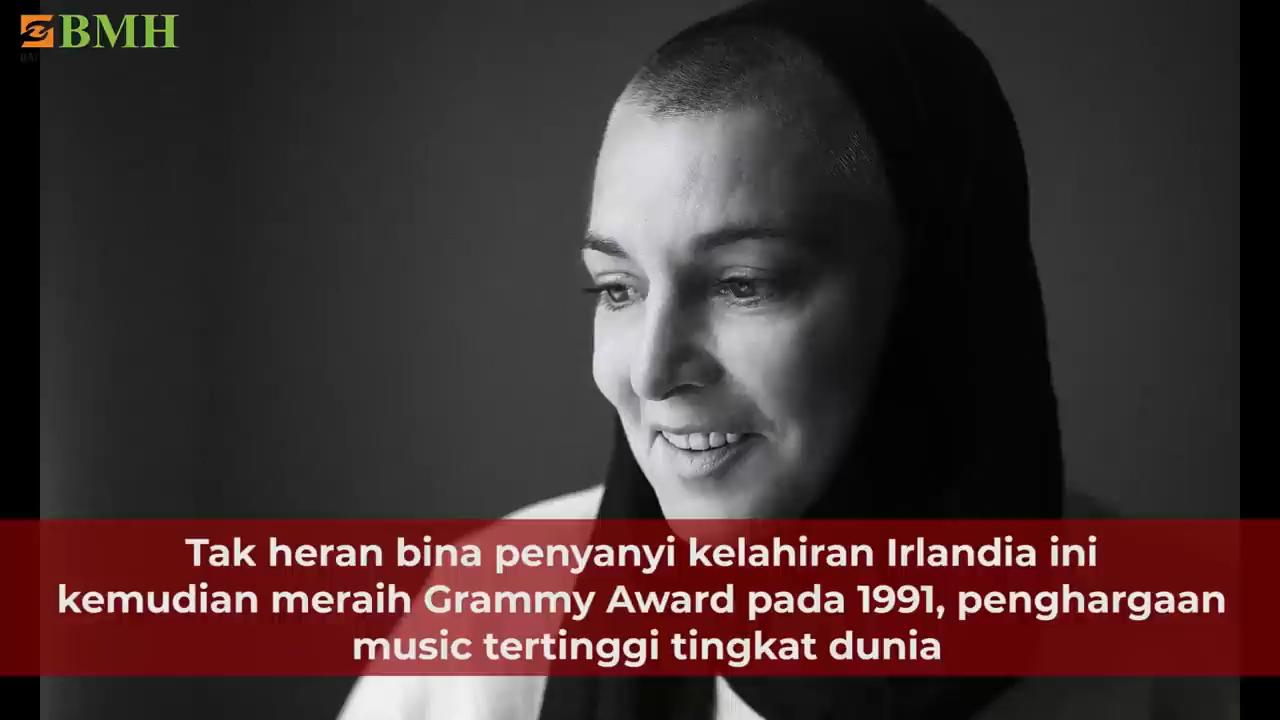 BMH
Tak heran bina penyanyi kelahiran Irlandia ini
kemudian meraih Grammy Award pada 1991, penghargaan
music tertinggi tingkat dunia